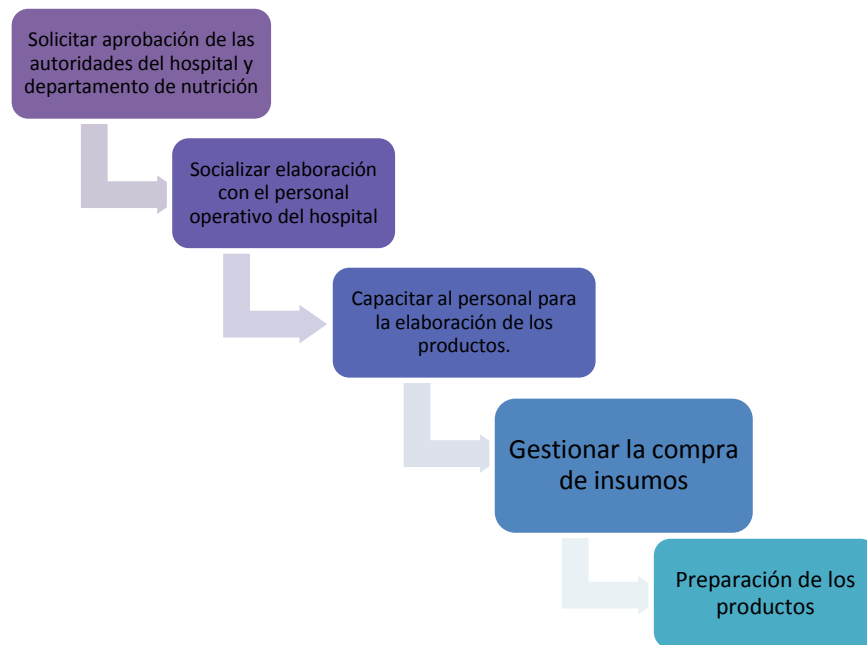 Solicitar aprobación de las
autoridades del hospital y
departamento de nutrición
Socializar elaboración
con el personal
operativo del hospital
Capacitar al personal para
la elaboración de los
productos.
Gestionar la compra
de insumos
Preparación de los
productos